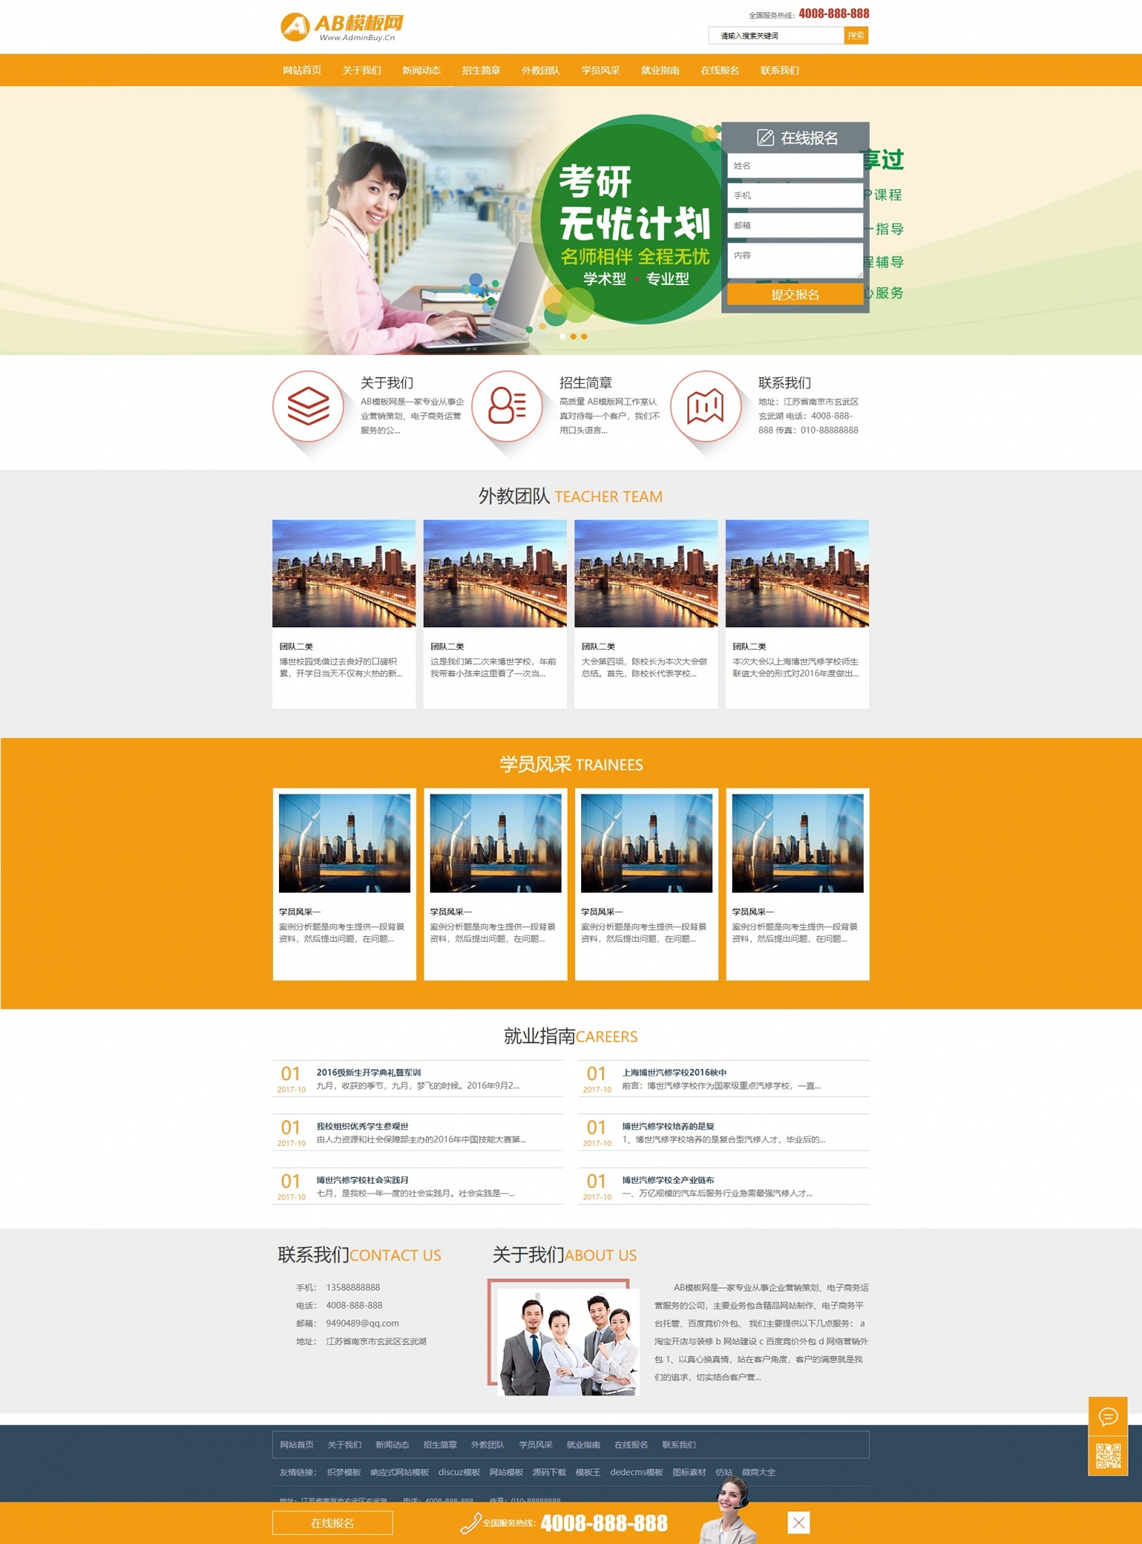 AB模板网
Www.AdminBuy.Cn
全国服务热线：4008-888-888
请输入搜索关键词
搜索
网站首页 关于我们 新闻动态 招生简章 外教团队 学员风采 就业指南 在线报名 联系我们
考研
无忧计划
名师相伴 全程无忧
学术型 专业型
在线报名
姓名
手机
邮箱
内容
提交报名
享过
P课程
一指导
程辅导
心服务
关于我们
AB模板网是一家专业从事企
业营销策划、电子商务运营
服务的公...
招生简章
高质量 AB模版网工作室认
真对待每一个客户，我们不
用口头语言...
联系我们
地址：江苏省南京市玄武区
玄武湖 电话：4008-888-
888 传真：010-88888888
外教团队 TEACHER TEAM
团队二类
博世校园凭借过去良好的口碑积
累，开学日当天不仅有火热的新...
团队二类
这是我们第二次来博世学校，年前
我带着小孩来这里看了一次当...
团队二类
大会第四项，陈校长为本次大会做
总结。首先，陈校长代表学校...
团队二类
本次大会以上海博世汽修学校师生
联谊大会的形式对2016年度做出...
学员风采 TRAINEES
学员风采一
案例分析题是向考生提供一段背景
资料，然后提出问题，在问题...
学员风采一
案例分析题是向考生提供一段背景
资料，然后提出问题，在问题...
学员风采一
案例分析题是向考生提供一段背景
资料，然后提出问题，在问题...
学员风采一
案例分析题是向考生提供一段背景
资料，然后提出问题，在问题...
就业指南CAREERS
01
2017-10
2016级新生开学典礼暨军训
九月，收获的季节，九月，梦飞的时候。2016年9月2...
01
2017-10
上海博世汽修学校2016秋中
前言：博世汽修学校作为国家级重点汽修学校，一直...
01
2017-10
我校组织优秀学生参观世
由人力资源和社会保障部主办的2016年中国技能大赛第...
01
2017-10
博世汽修学校培养的是复
1、博世汽修学校培养的是复合型汽修人才，毕业后的...
01
2017-10
博世汽修学校社会实践月
七月，是我校一年一度的社会实践月。社会实践是一...
01
2017-10
博世汽修学校全产业链布
一、万亿规模的汽车后服务行业急需最强汽修人才...
联系我们CONTACT US
手机： 13588888888
电话： 4008-888-888
邮箱： 9490489@qq.com
地址： 江苏省南京市玄武区玄武湖
关于我们ABOUT US
AB模板网是一家专业从事企业营销策划、电子商务运
营服务的公司，主要业务包含精品网站制作、电子商务平
台托管、百度竞价外包、 我们主要提供以下几点服务： a
淘宝开店与装修 b 网站建设 c 百度竞价外包 d 网络营销外
包 1、以真心换真情，站在客户角度，客户的满意就是我
们的追求，切实结合客户营...
网站首页 关于我们 新闻动态 招生简章 外教团队 学员风采 就业指南 在线报名 联系我们
友情链接： 织梦模板 响应式网站模板 discuz模板 网站模板 源码下载 模板王 dedecms模板 图标素材 仿站 微商大全
地址：江苏省南京市玄武区玄武湖 电话：4008-888-888 传真：010-88888888
在线报名
全国服务热线：4008-888-888